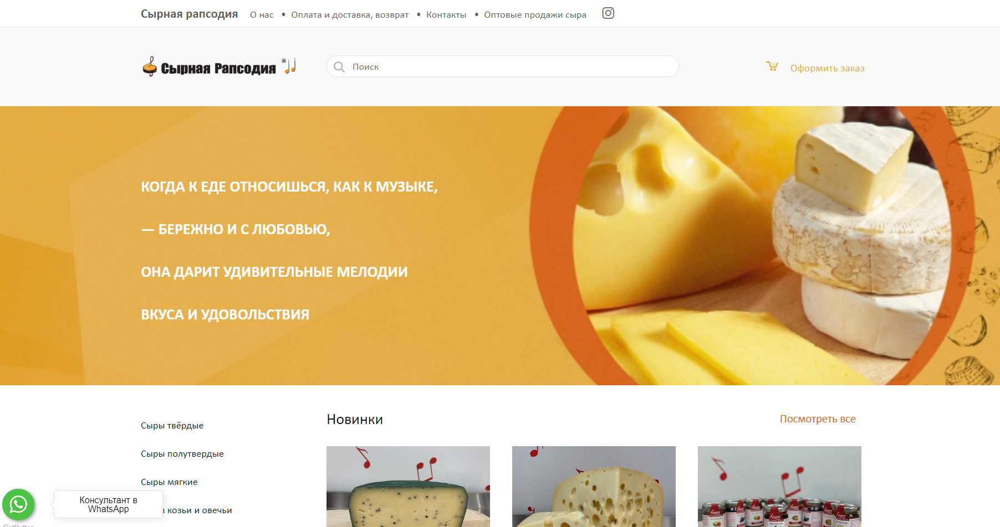 Сырная рапсодия О нас • Оплата и доставка, возврат • Контакты • Оптовые продажи сыра
Сырная Рапсодия
Поиск
Оформить заказ
КОГДА К ЕДЕ ОТНОСИШЬСЯ, КАК К МУЗЫКЕ,
— БЕРЕЖНО И С ЛЮБОВЬЮ,
ОНА ДАРИТ УДИВИТЕЛЬНЫЕ МЕЛОДИИ
ВКУСА И УДОВОЛЬСТВИЯ
Новинки
Посмотреть все
Сыры твёрдые
Сыры полутвердые
Сыры мягкие
козьи и овечьи
Консультант в
WhatsApp